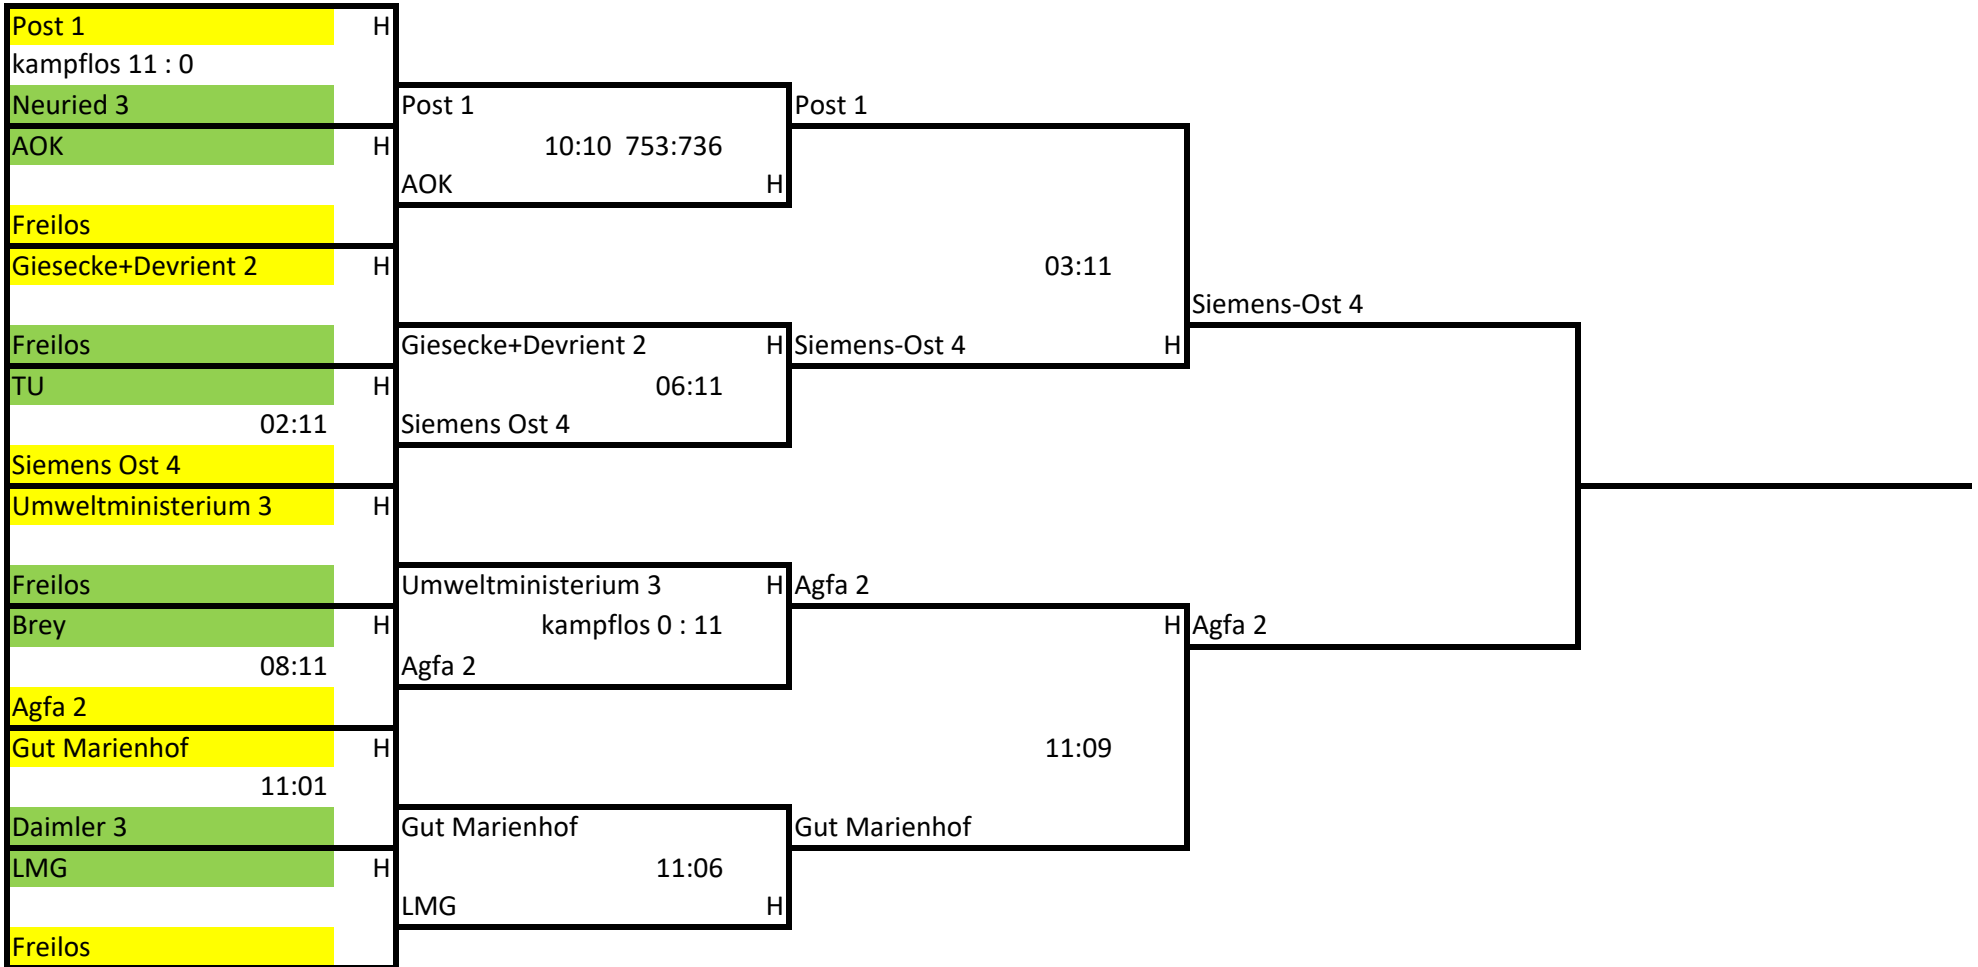 Post 1 H
kampflos 11 : 0
Neuried 3 Post 1 Post 1
AOK H 10:10 753:736
AOK H
Freilos
Giesecke+Devrient 2 H 03:11
Siemens-Ost 4
Freilos Giesecke+Devrient 2 H Siemens-Ost 4 H
TU H 06:11
02:11 Siemens Ost 4
Siemens Ost 4
Umweltministerium 3 H
Freilos Umweltministerium 3 H Agfa 2
Brey H kampflos 0 : 11 H Agfa 2
08:11 Agfa 2
Agfa 2
Gut Marienhof H 11:09
11:01
Daimler 3 Gut Marienhof Gut Marienhof
LMG H 11:06
LMG H
Freilos